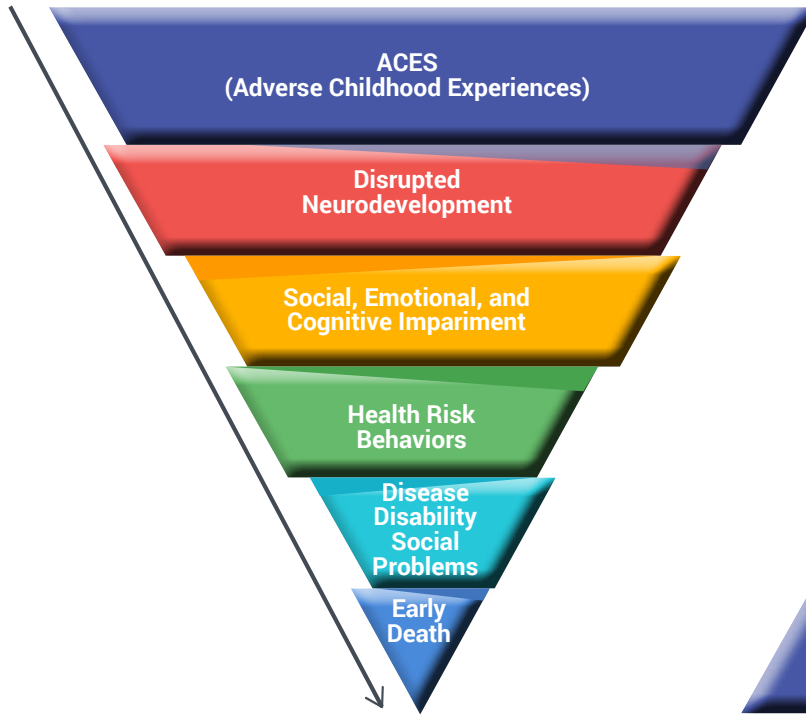 ACES
(Adverse Childhood Experiences)
Disrupted
Neurodevelopment
Social, Emotional, and
Cognitive Impariment
Health Risk
Behaviors
Disease
Disability
Social
Problems
Early
Death